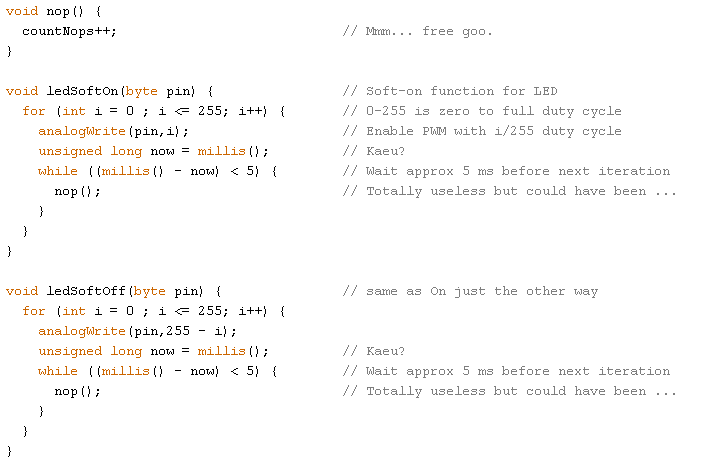 void nop() {
  countNops++;                            // Mmm... free goo.
}

void ledSoftOn(byte pin) {                // Soft-on function for LED
  for (int i = 0 ; i <= 255; i++) {       // 0-255 is zero to full duty cycle
    analogWrite(pin,i);                   // Enable PWM with i/255 duty cycle
    unsigned long now = millis();         // Kaeu?
    while ((millis() - now) < 5) {        // Wait approx 5 ms before next iteration
      nop();                              // Totally useless but could have been ...
    }
  }
}

void ledSoftOff(byte pin) {               // same as On just the other way
  for (int i = 0 ; i <= 255; i++) {
    analogWrite(pin,255 - i);
    unsigned long now = millis();         // Kaeu?
    while ((millis() - now) < 5) {        // Wait approx 5 ms before next iteration
      nop();                              // Totally useless but could have been ...
    }
  }
}